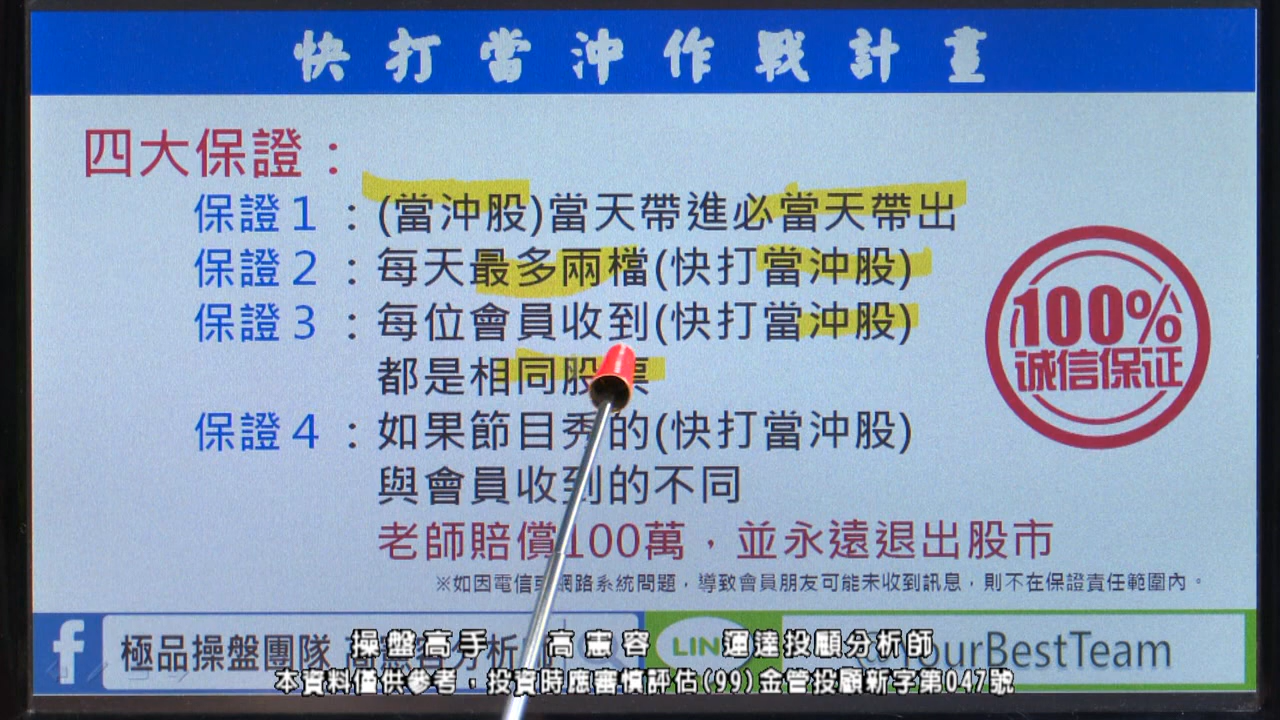 快打當沖作戰計畫
四大保證：
保證1：(當沖股)當天帶進必當天帶出
保證2：每天最多兩檔(快打當沖股)
保證3：每位會員收到(快打當沖股)
都是相同股票
100%
诚信保证
保證4：如果節目秀的(快打當沖股)
與會員收到的不同
老師賠償100萬，並永遠退出股市
※如因電信或網路系統問題，導致會員朋友可能未收到訊息，則不在保證責任範圍內。
f 極品操盤團隊 LINE YourBestTeam
操盤高手 高憲容 運達投顧分析師
本資料僅供參考，投資時應審慎評估(99)金管投顧新字第047號